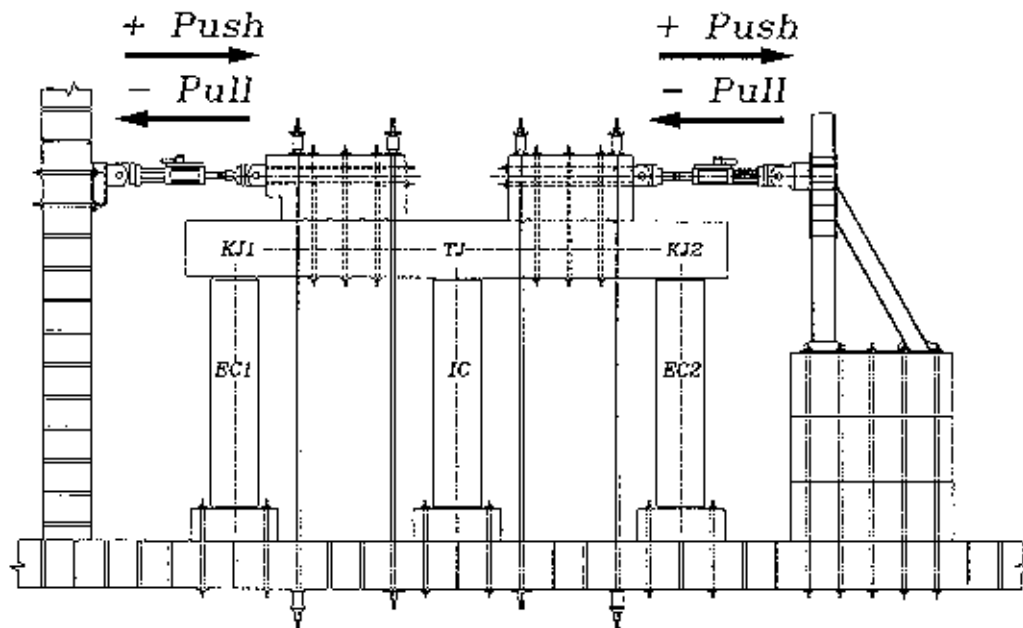 + Push
- Pull
+ Push
- Pull
KJ1 TJ KJ2
EC1 IC EC2